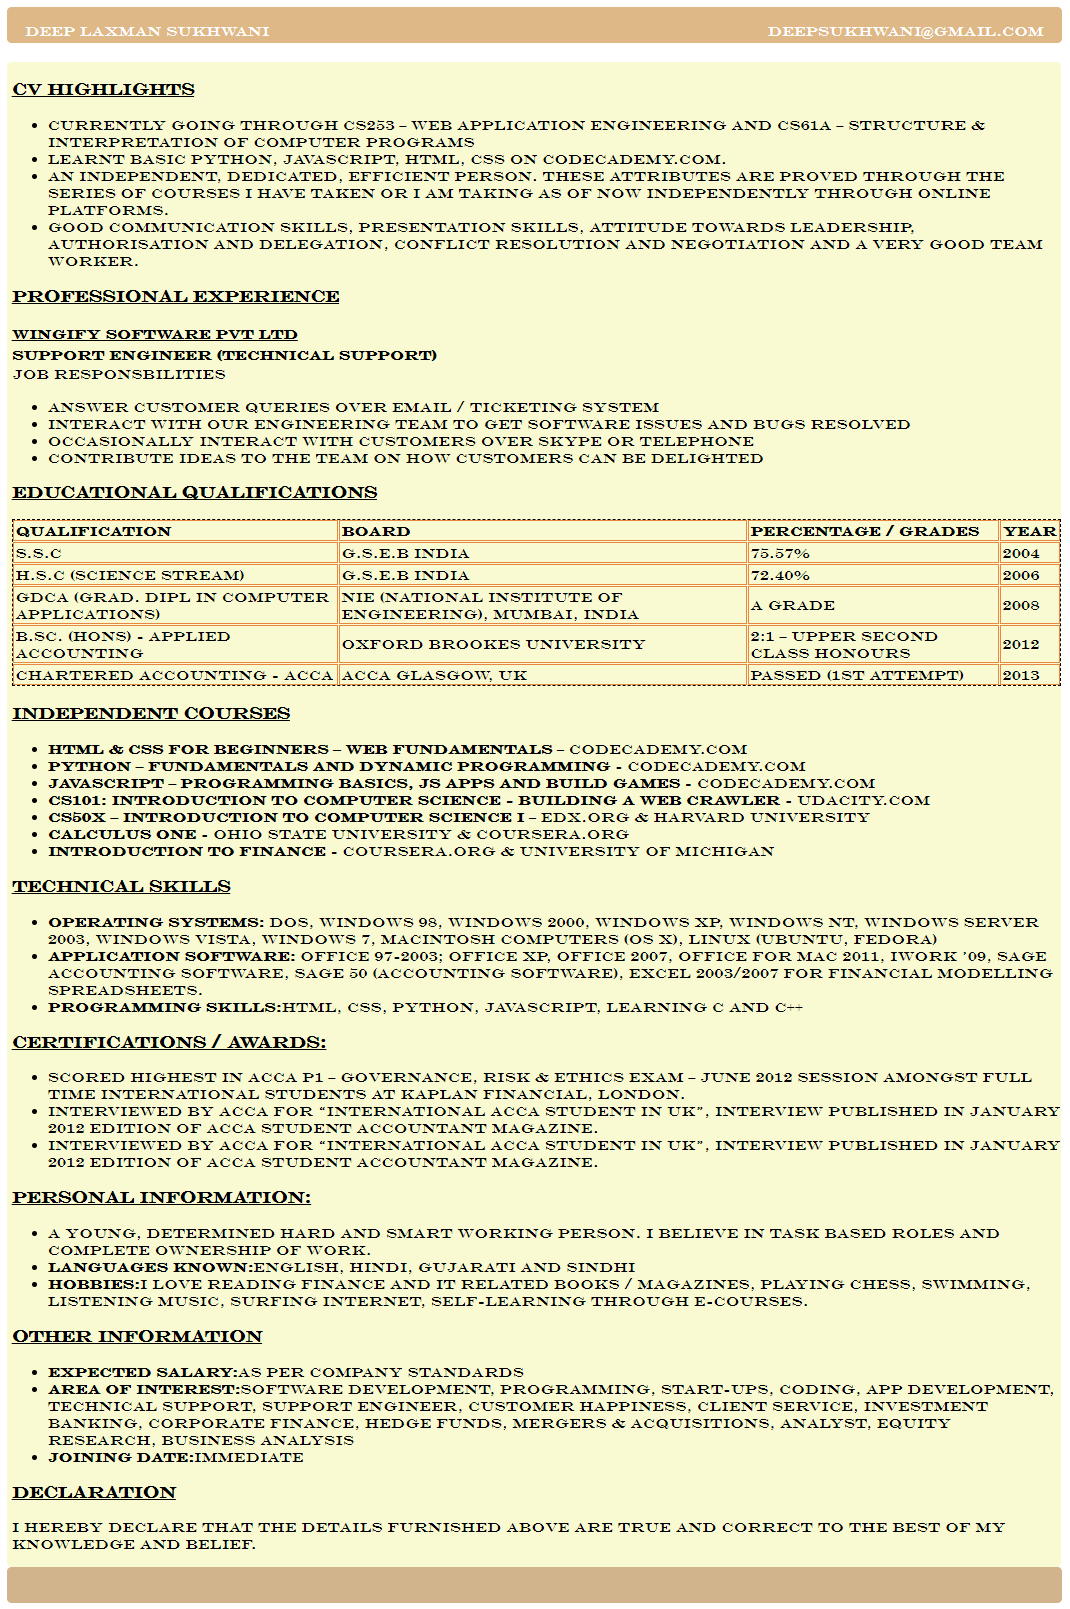 DEEP LAXMAN SUKHWANI DEEPSUKHWANI@GMAIL.COM
CV HIGHLIGHTS
• CURRENTLY GOING THROUGH CS253 – WEB APPLICATION ENGINEERING AND CS61A – STRUCTURE &
INTERPRETATION OF COMPUTER PROGRAMS
• LEARNT BASIC PYTHON, JAVASCRIPT, HTML, CSS ON CODECADEMY.COM.
• AN INDEPENDENT, DEDICATED, EFFICIENT PERSON. THESE ATTRIBUTES ARE PROVED THROUGH THE
SERIES OF COURSES I HAVE TAKEN OR I AM TAKING AS OF NOW INDEPENDENTLY THROUGH ONLINE
PLATFORMS.
• GOOD COMMUNICATION SKILLS, PRESENTATION SKILLS, ATTITUDE TOWARDS LEADERSHIP,
AUTHORISATION AND DELEGATION, CONFLICT RESOLUTION AND NEGOTIATION AND A VERY GOOD TEAM
WORKER.
PROFESSIONAL EXPERIENCE
WINGIFY SOFTWARE PVT LTD
SUPPORT ENGINEER (TECHNICAL SUPPORT)
JOB RESPONSBILITIES
• ANSWER CUSTOMER QUERIES OVER EMAIL / TICKETING SYSTEM
• INTERACT WITH OUR ENGINEERING TEAM TO GET SOFTWARE ISSUES AND BUGS RESOLVED
• OCCASIONALLY INTERACT WITH CUSTOMERS OVER SKYPE OR TELEPHONE
• CONTRIBUTE IDEAS TO THE TEAM ON HOW CUSTOMERS CAN BE DELIGHTED
EDUCATIONAL QUALIFICATIONS
QUALIFICATION BOARD PERCENTAGE / GRADES YEAR
S.S.C G.S.E.B INDIA 75.57% 2004
H.S.C (SCIENCE STREAM) G.S.E.B INDIA 72.40% 2006
GDCA (GRAD. DIPL IN COMPUTER
APPLICATIONS) NIE (NATIONAL INSTITUTE OF
ENGINEERING), MUMBAI, INDIA A GRADE 2008
B.SC. (HONS) - APPLIED
ACCOUNTING OXFORD BROOKES UNIVERSITY 2:1 – UPPER SECOND
CLASS HONOURS 2012
CHARTERED ACCOUNTING - ACCA ACCA GLASGOW, UK PASSED (1ST ATTEMPT) 2013
INDEPENDENT COURSES
• HTML & CSS FOR BEGINNERS – WEB FUNDAMENTALS – CODECADEMY.COM
• PYTHON – FUNDAMENTALS AND DYNAMIC PROGRAMMING - CODECADEMY.COM
• JAVASCRIPT – PROGRAMMING BASICS, JS APPS AND BUILD GAMES - CODECADEMY.COM
• CS101: INTRODUCTION TO COMPUTER SCIENCE - BUILDING A WEB CRAWLER - UDACITY.COM
• CS50X – INTRODUCTION TO COMPUTER SCIENCE I – EDX.ORG & HARVARD UNIVERSITY
• CALCULUS ONE - OHIO STATE UNIVERSITY & COURSERA.ORG
• INTRODUCTION TO FINANCE - COURSERA.ORG & UNIVERSITY OF MICHIGAN
TECHNICAL SKILLS
• OPERATING SYSTEMS: DOS, WINDOWS 98, WINDOWS 2000, WINDOWS XP, WINDOWS NT, WINDOWS SERVER
2003, WINDOWS VISTA, WINDOWS 7, MACINTOSH COMPUTERS (OS X), LINUX (UBUNTU, FEDORA)
• APPLICATION SOFTWARE: OFFICE 97-2003; OFFICE XP, OFFICE 2007, OFFICE FOR MAC 2011, IWORK '09, SAGE
ACCOUNTING SOFTWARE, SAGE 50 (ACCOUNTING SOFTWARE), EXCEL 2003/2007 FOR FINANCIAL MODELLING
SPREADSHEETS.
• PROGRAMMING SKILLS:HTML, CSS, PYTHON, JAVASCRIPT, LEARNING C AND C++
CERTIFICATIONS / AWARDS:
• SCORED HIGHEST IN ACCA P1 – GOVERNANCE, RISK & ETHICS EXAM – JUNE 2012 SESSION AMONGST FULL
TIME INTERNATIONAL STUDENTS AT KAPLAN FINANCIAL, LONDON.
• INTERVIEWED BY ACCA FOR "INTERNATIONAL ACCA STUDENT IN UK", INTERVIEW PUBLISHED IN JANUARY
2012 EDITION OF ACCA STUDENT ACCOUNTANT MAGAZINE.
• INTERVIEWED BY ACCA FOR "INTERNATIONAL ACCA STUDENT IN UK", INTERVIEW PUBLISHED IN JANUARY
2012 EDITION OF ACCA STUDENT ACCOUNTANT MAGAZINE.
PERSONAL INFORMATION:
• A YOUNG, DETERMINED HARD AND SMART WORKING PERSON. I BELIEVE IN TASK BASED ROLES AND
COMPLETE OWNERSHIP OF WORK.
• LANGUAGES KNOWN:ENGLISH, HINDI, GUJARATI AND SINDHI
• HOBBIES:I LOVE READING FINANCE AND IT RELATED BOOKS / MAGAZINES, PLAYING CHESS, SWIMMING,
LISTENING MUSIC, SURFING INTERNET, SELF-LEARNING THROUGH E-COURSES.
OTHER INFORMATION
• EXPECTED SALARY:AS PER COMPANY STANDARDS
• AREA OF INTEREST:SOFTWARE DEVELOPMENT, PROGRAMMING, START-UPS, CODING, APP DEVELOPMENT,
TECHNICAL SUPPORT, SUPPORT ENGINEER, CUSTOMER HAPPINESS, CLIENT SERVICE, INVESTMENT
BANKING, CORPORATE FINANCE, HEDGE FUNDS, MERGERS & ACQUISITIONS, ANALYST, EQUITY
RESEARCH, BUSINESS ANALYSIS
• JOINING DATE:IMMEDIATE
DECLARATION
I HEREBY DECLARE THAT THE DETAILS FURNISHED ABOVE ARE TRUE AND CORRECT TO THE BEST OF MY
KNOWLEDGE AND BELIEF.